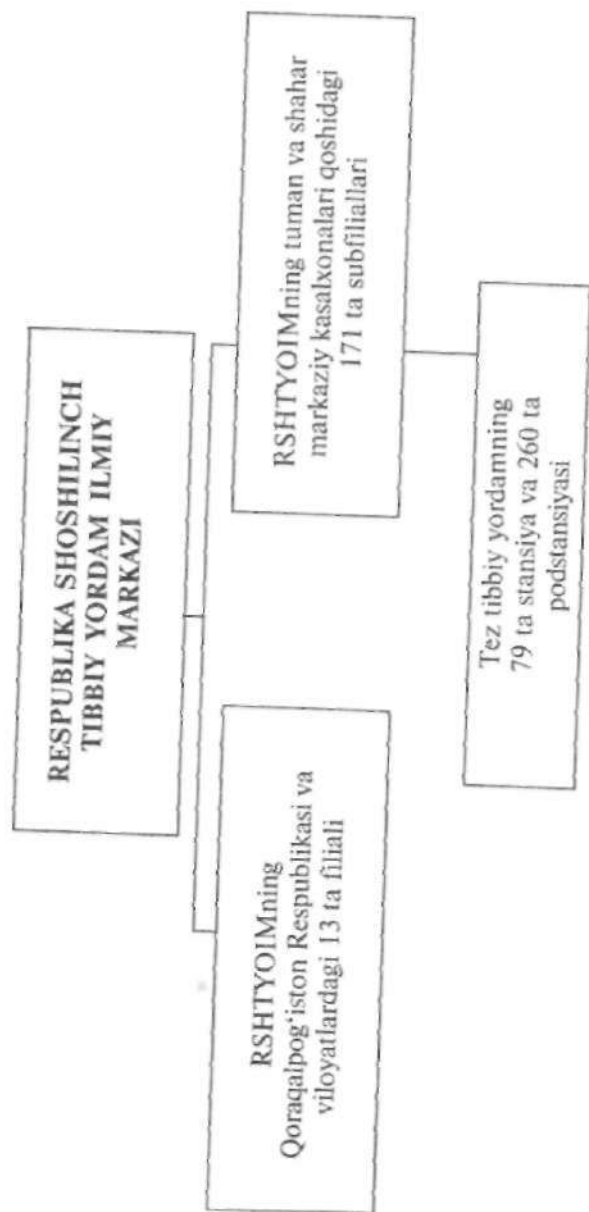 RESPUBLIKA SHOSHILINCH
TIBBIY YORDAM ILMIY
MARKAZI
RSHTYOIMning
Qoraqalpog‘iston Respublikasi va
viloyatlardagi 13 ta filiali
RSHTYOIMning tuman va shahar
markaziy kasalxonalari qoshidagi
171 ta subfiliallari
Tez tibbiy yordamning
79 ta stansiya va 260 ta
podstansiyasi